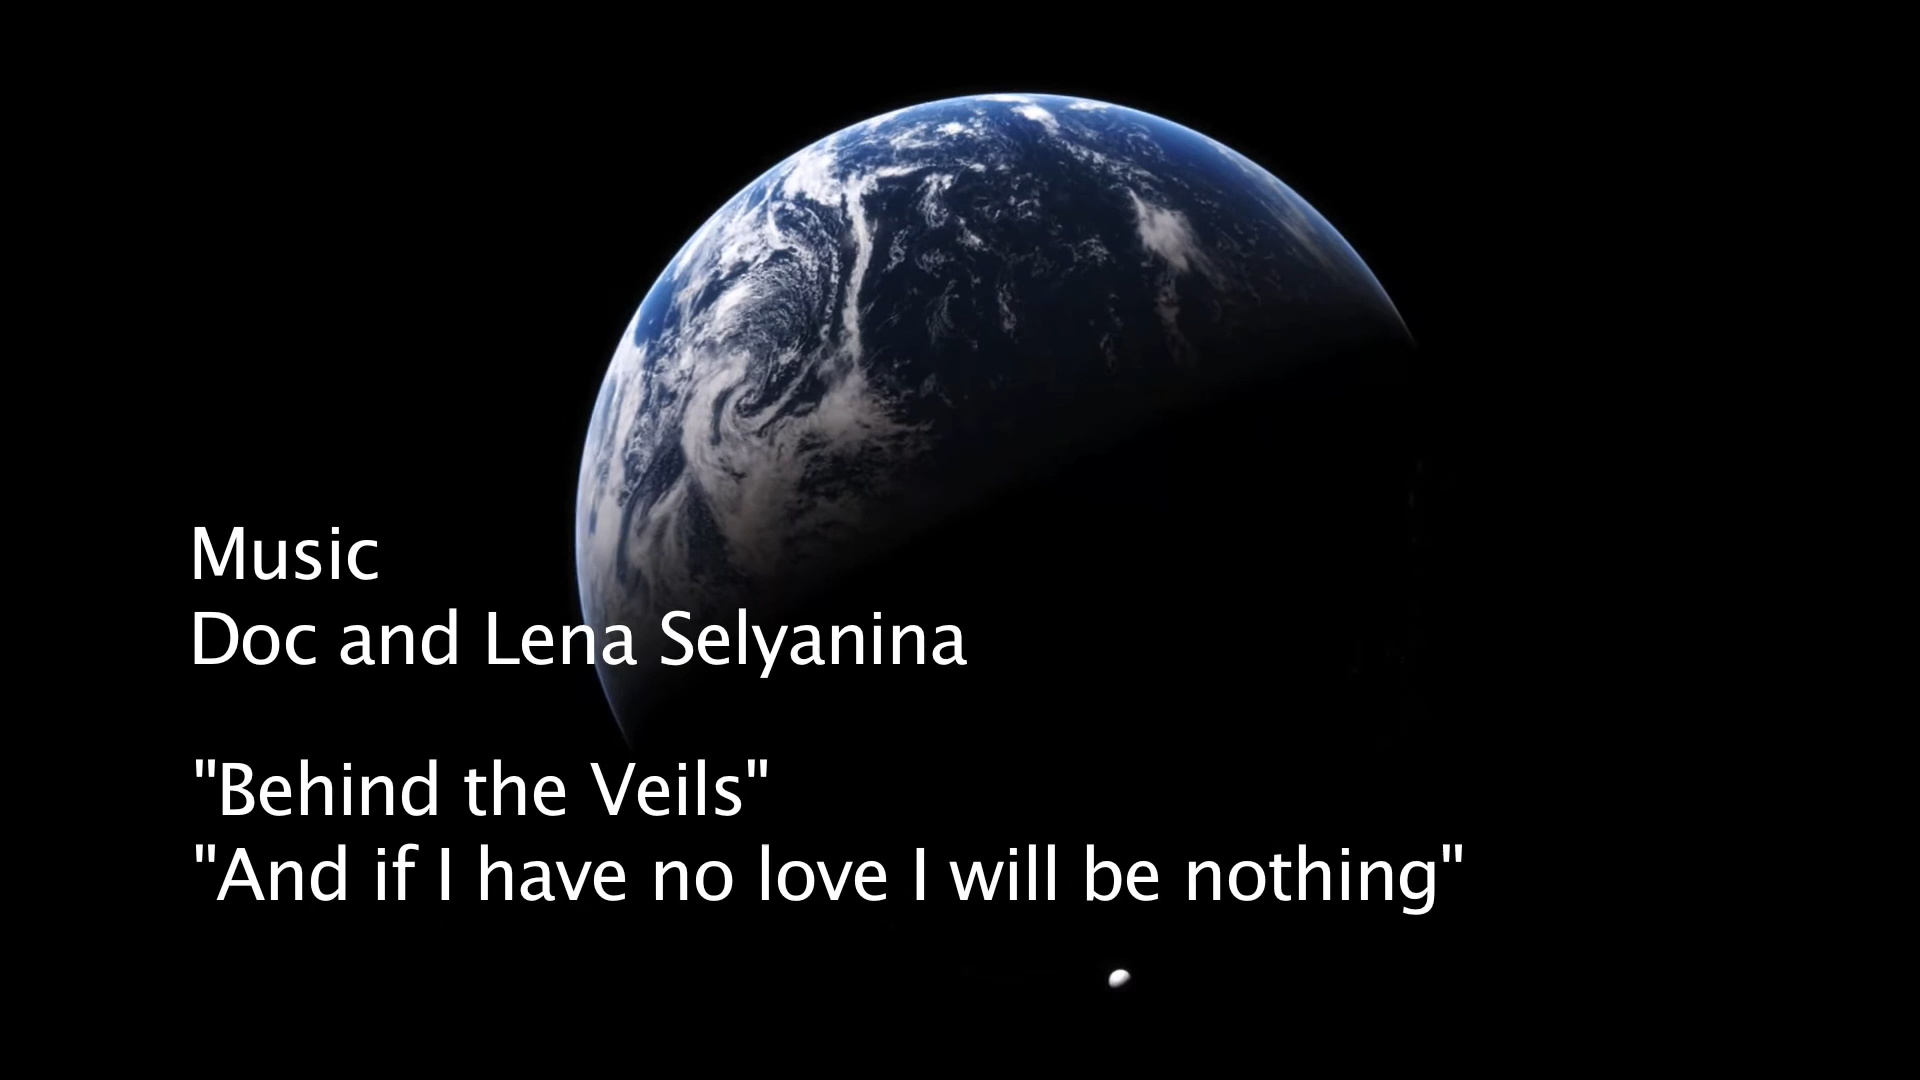 Music
Doc and Lena Selyanina
"Behind the Veils"
"And if I have no love I will be nothing"